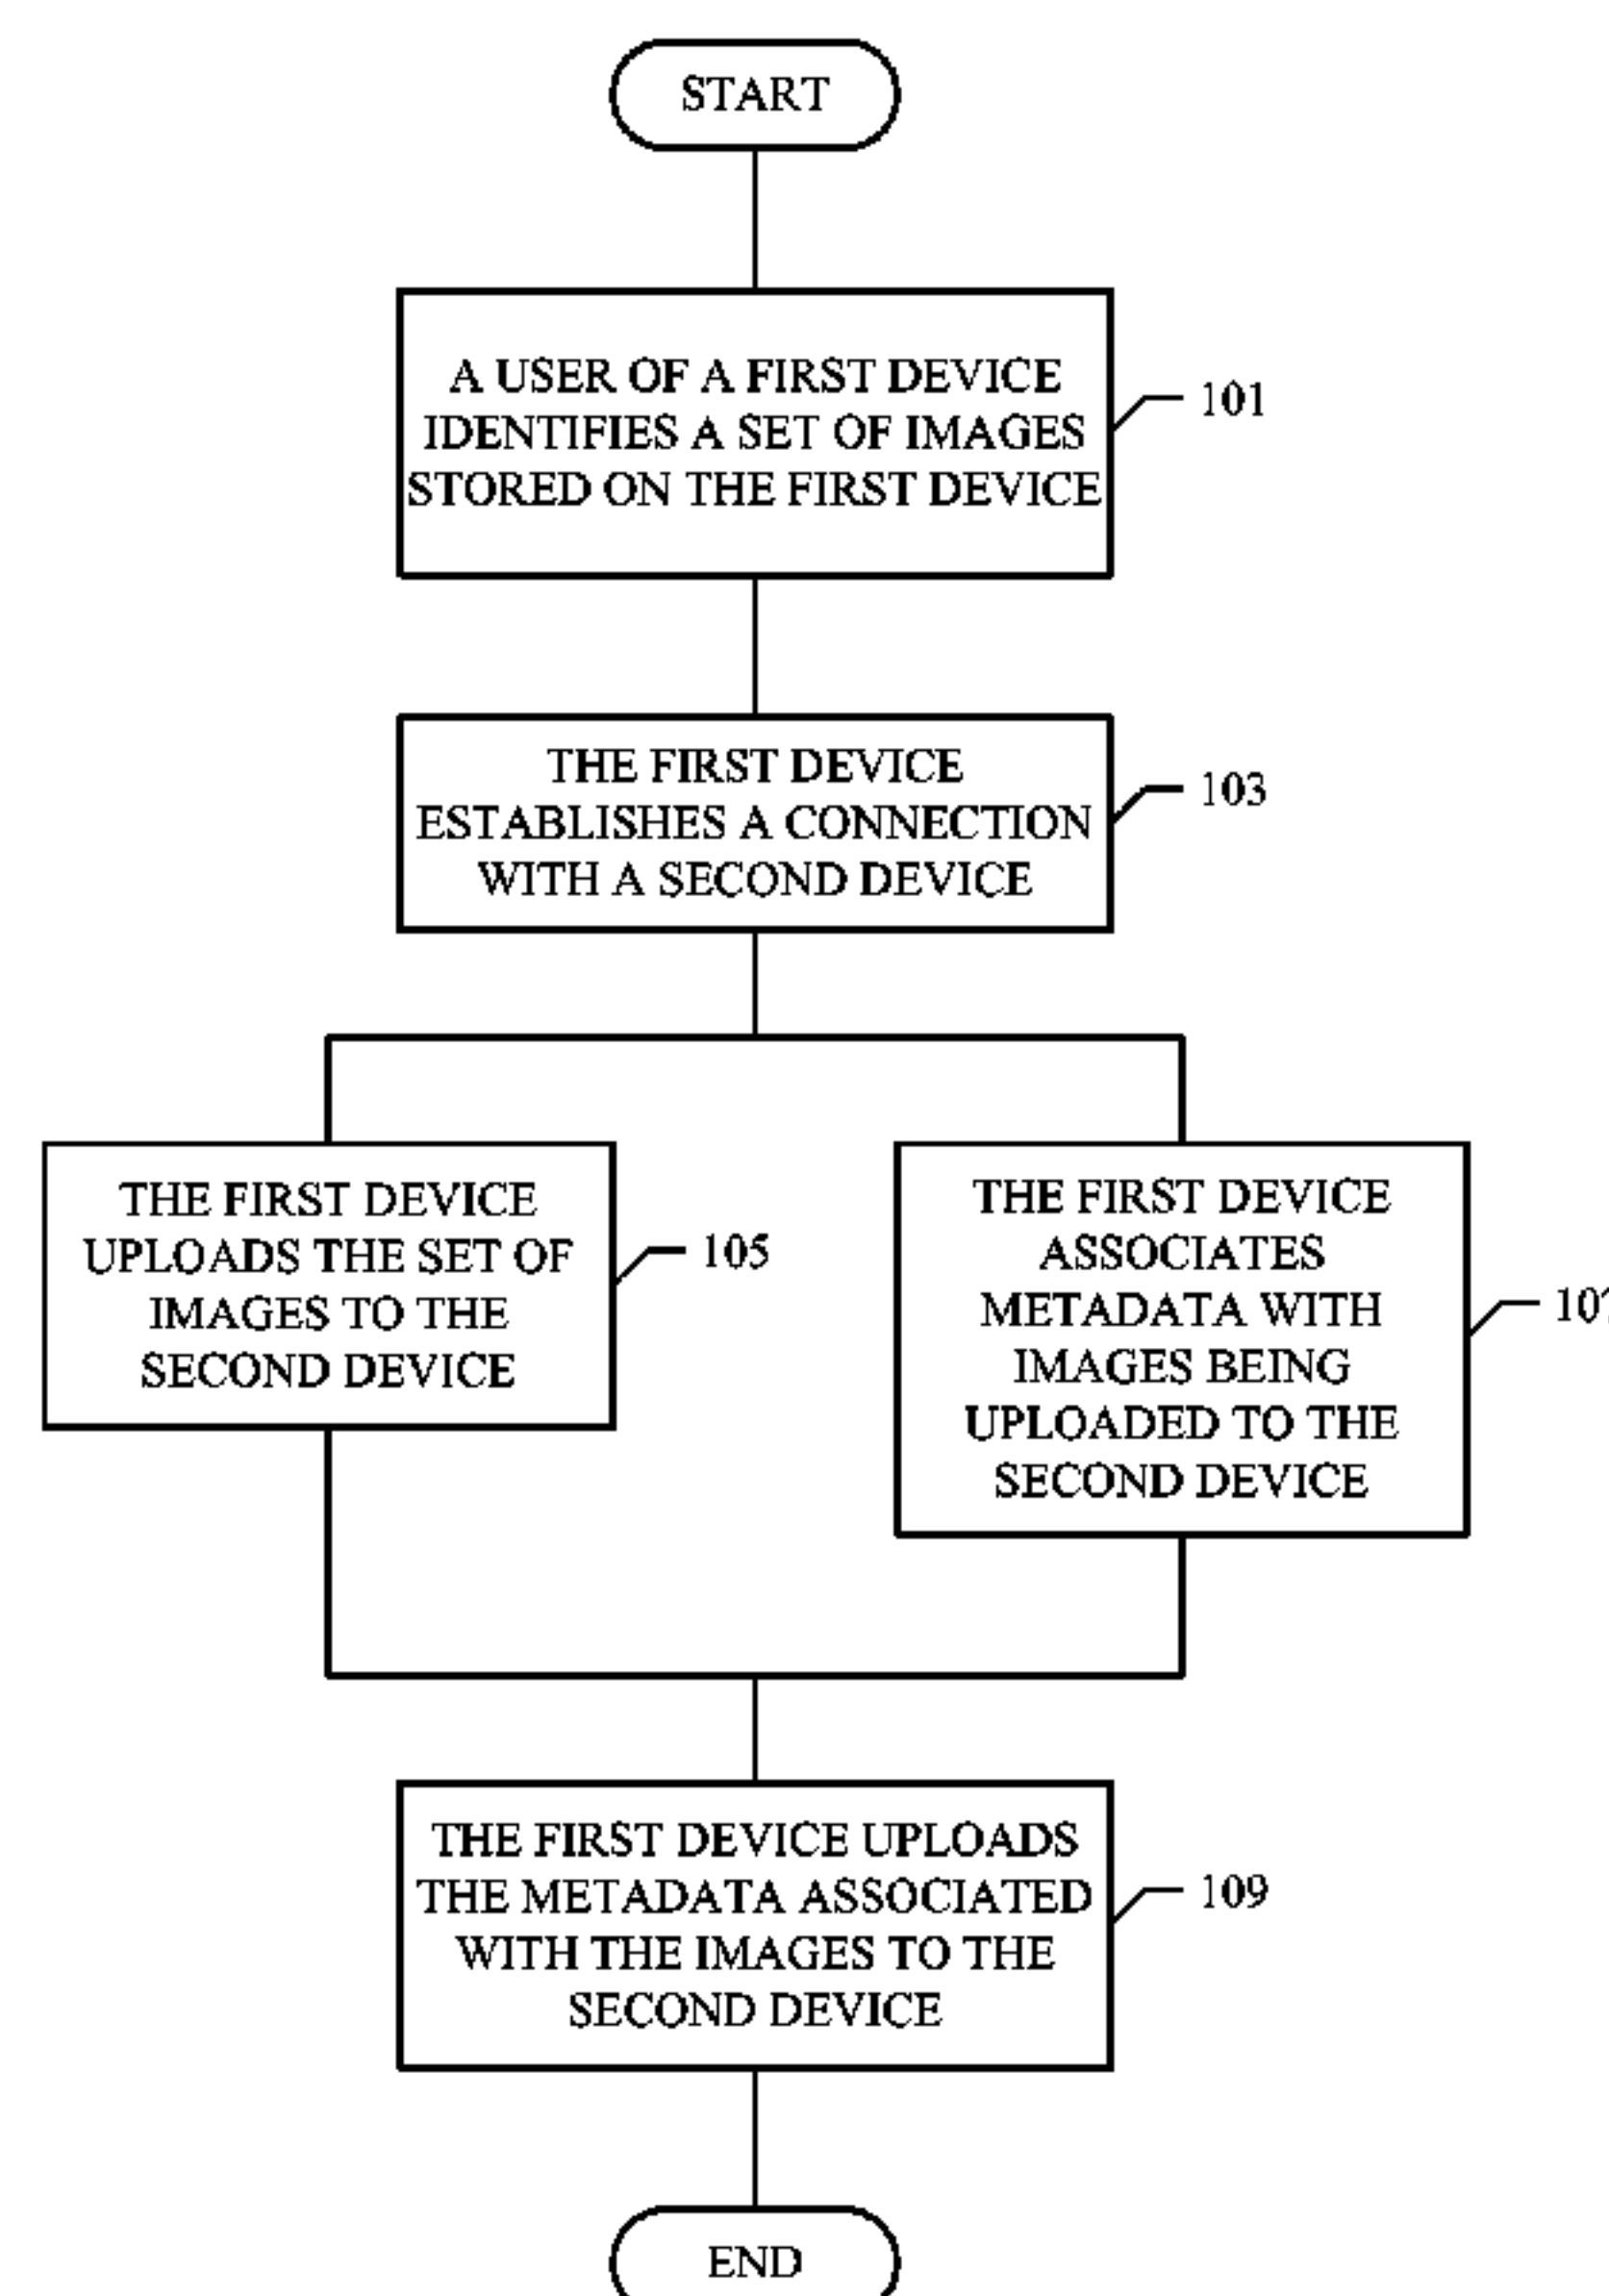 START
A USER OF A FIRST DEVICE
IDENTIFIES A SET OF IMAGES
STORED ON THE FIRST DEVICE
101
THE FIRST DEVICE
ESTABLISHES A CONNECTION
WITH A SECOND DEVICE
103
THE FIRST DEVICE
UPLOADS THE SET OF
IMAGES TO THE
SECOND DEVICE
105
THE FIRST DEVICE
ASSOCIATES
METADATA WITH
IMAGES BEING
UPLOADED TO THE
SECOND DEVICE
THE FIRST DEVICE UPLOADS
THE METADATA ASSOCIATED
WITH THE IMAGES TO THE
SECOND DEVICE
109
END